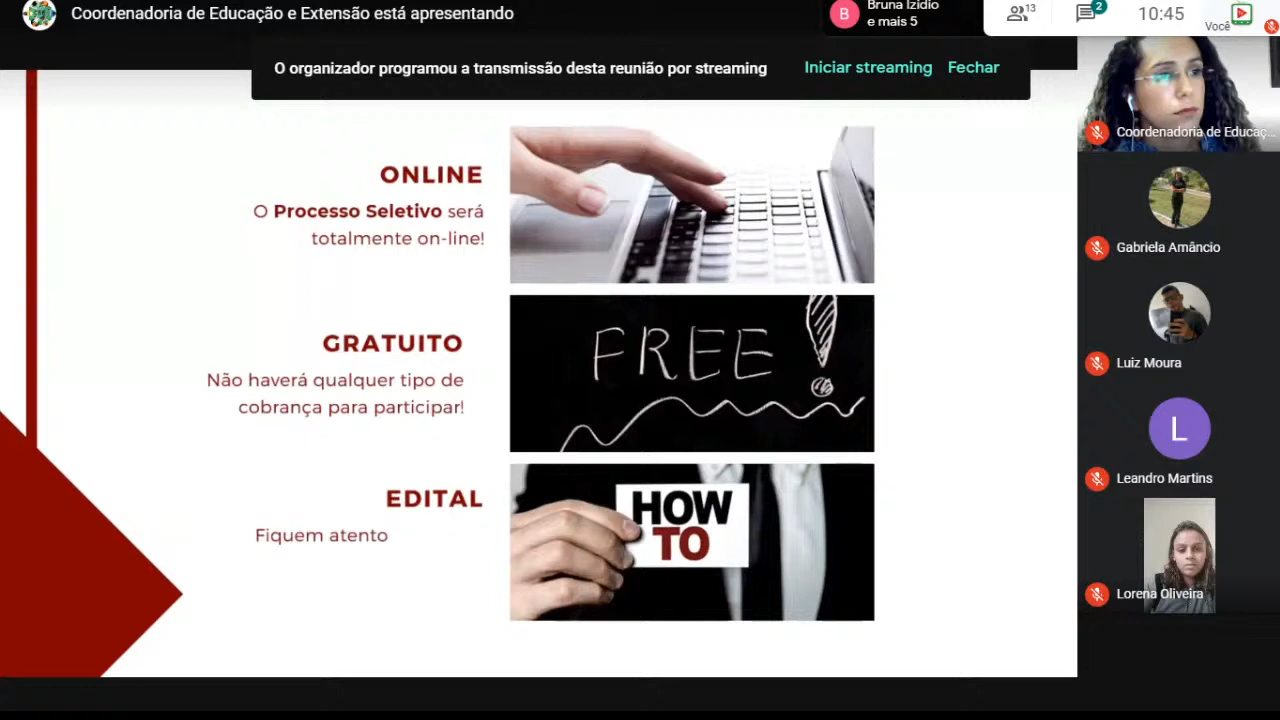 Coordenadoria de Educação e Extensão está apresentando
B
Bruna Izidio
e mais 5
13
2
10:45
Você
O organizador programou a transmissão desta reunião por streaming
Iniciar streaming
Fechar
ONLINE
O Processo Seletivo será
totalmente on-line!
GRATUITO
Não haverá qualquer tipo de
cobrança para participar!
FREE!
EDITAL
Fiquem atento
HOW
TO
Coordenadoria de Educaç...
Gabriela Amâncio
Luiz Moura
L
Leandro Martins
Lorena Oliveira